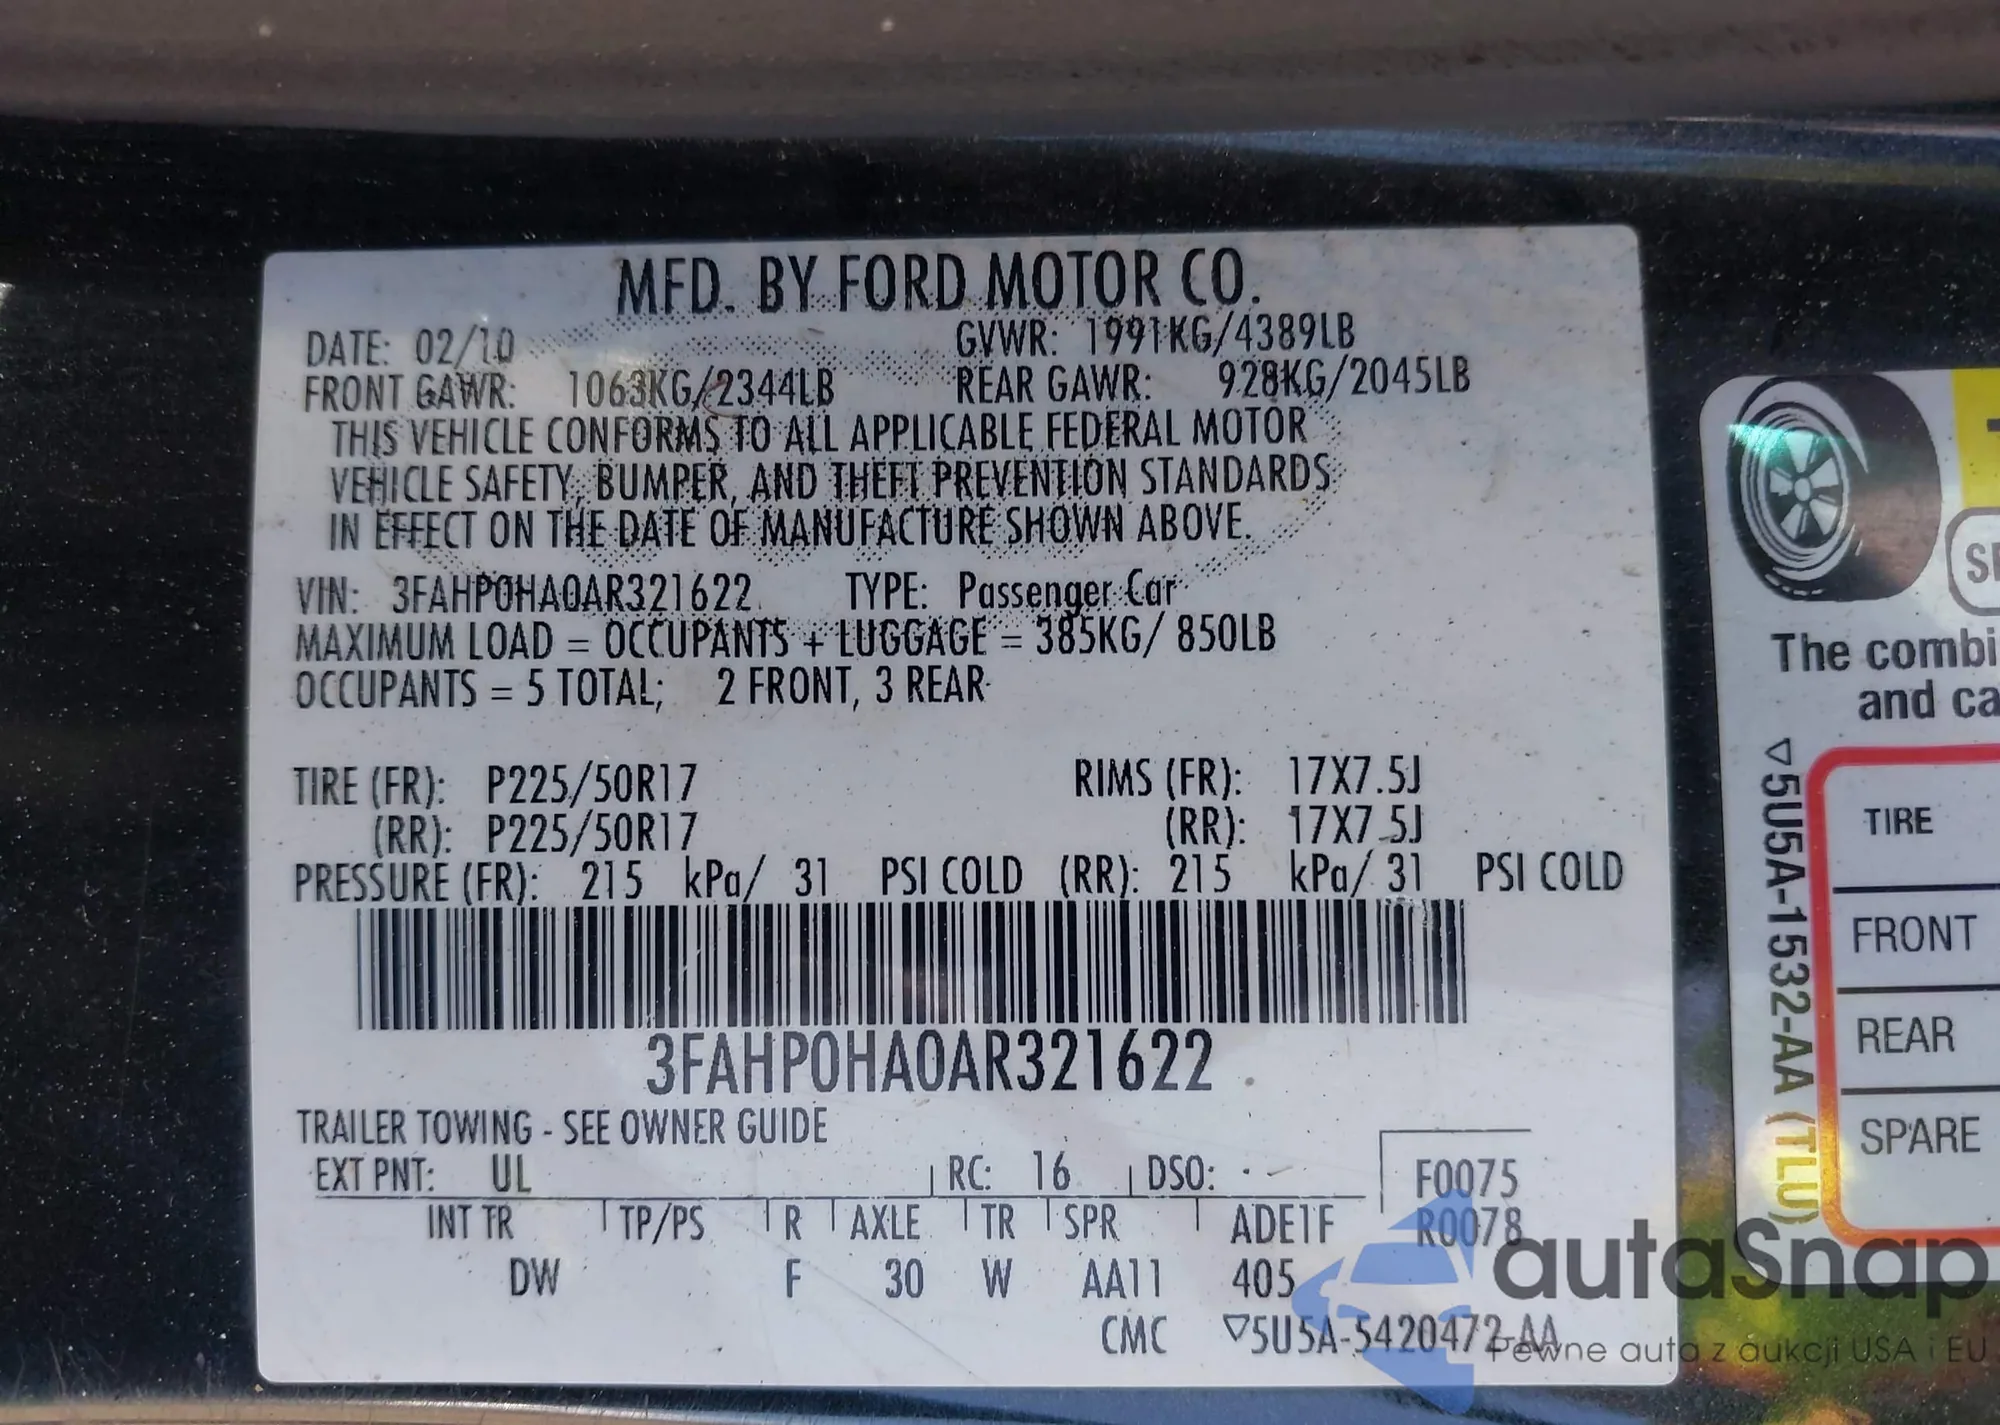 MFD. BY FORD MOTOR CO.
DATE: 02/10 GVWR: 1991KG/4389LB
FRONT GAWR: 1063KG/2344LB REAR GAWR: 928KG/2045LB
THIS VEHICLE CONFORMS TO ALL APPLICABLE FEDERAL MOTOR
VEHICLE SAFETY, BUMPER, AND THEFT PREVENTION STANDARDS
IN EFFECT ON THE DATE OF MANUFACTURE SHOWN ABOVE.
VIN: 3FAHP0HA0AR321622 TYPE: Passenger Car
MAXIMUM LOAD = OCCUPANTS + LUGGAGE = 385KG/ 850LB
OCCUPANTS = 5 TOTAL; 2 FRONT, 3 REAR
TIRE (FR): P225/50R17 RIMS (FR): 17X7.5J
(RR): P225/50R17 (RR): 17X7.5J
PRESSURE (FR): 215 kPa/ 31 PSI COLD (RR): 215 kPa/ 31 PSI COLD
3FAHP0HA0AR321622
TRAILER TOWING - SEE OWNER GUIDE
EXT PNT: UL RC: 16 DSO: F0075
R0078
INT TR TP/PS R AXLE TR SPR ADE1F
DW F 30 W AA11 405
CMC ▽5U5A-5420472-AA
The combi
and ca
▽5U5A-1532-AA (TLU)
TIRE
FRONT
REAR
SPARE
autaSnap
Pewne auta z aukcji USA i EU